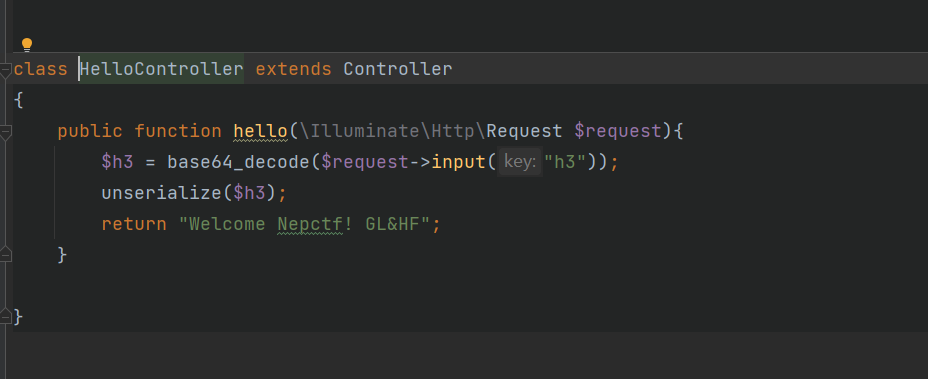 class HelloController extends Controller
{
public function hello(\Illuminate\Http\Request $request){
$h3 = base64_decode($request->input( key: "h3"));
unserialize($h3);
return "Welcome Nepctf! GL&HF";
}
}